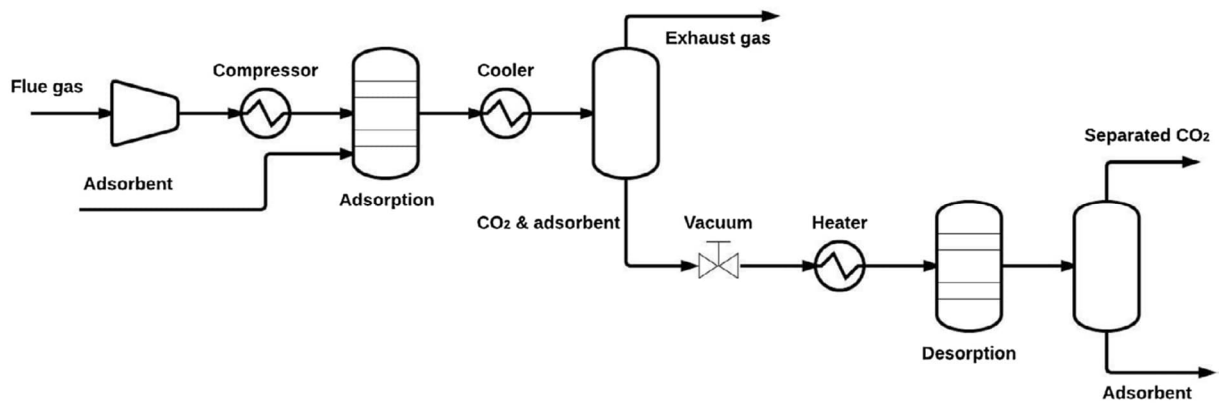 Flue gas
Compressor
Adsorbent
Adsorption
Cooler
Exhaust gas
CO₂ & adsorbent
Vacuum
Heater
Desorption
Separated CO₂
Adsorbent